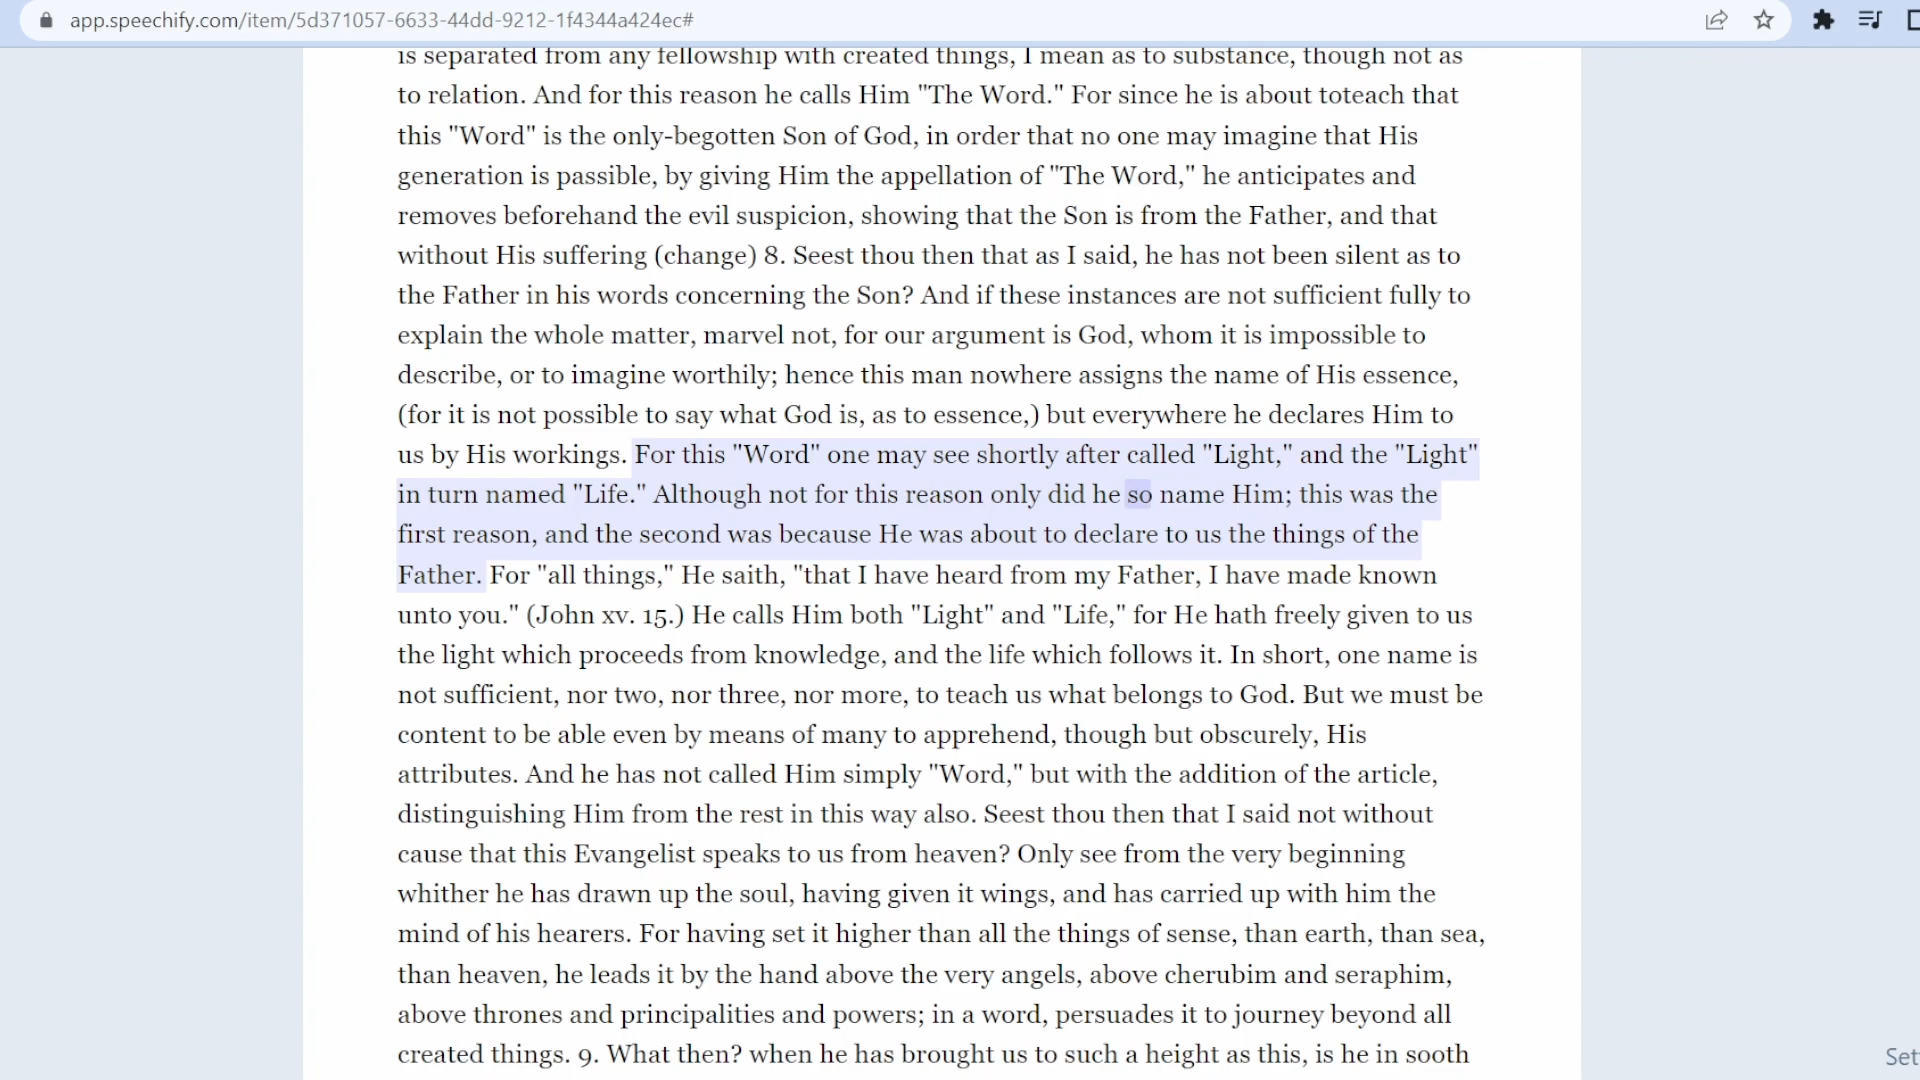 app.speechify.com/item/5d371057-6633-44dd-9212-1f4344a424ec#
is separated from any fellowship with created things, I mean as to substance, though not as
to relation. And for this reason he calls Him "The Word." For since he is about toteach that
this "Word" is the only-begotten Son of God, in order that no one may imagine that His
generation is passible, by giving Him the appellation of "The Word," he anticipates and
removes beforehand the evil suspicion, showing that the Son is from the Father, and that
without His suffering (change) 8. Seest thou then that as I said, he has not been silent as to
the Father in his words concerning the Son? And if these instances are not sufficient fully to
explain the whole matter, marvel not, for our argument is God, whom it is impossible to
describe, or to imagine worthily; hence this man nowhere assigns the name of His essence,
(for it is not possible to say what God is, as to essence,) but everywhere he declares Him to
us by His workings. For this "Word" one may see shortly after called "Light," and the "Light"
in turn named "Life." Although not for this reason only did he so name Him; this was the
first reason, and the second was because He was about to declare to us the things of the
Father. For "all things," He saith, "that I have heard from my Father, I have made known
unto you." (John xv. 15.) He calls Him both "Light" and "Life," for He hath freely given to us
the light which proceeds from knowledge, and the life which follows it. In short, one name is
not sufficient, nor two, nor three, nor more, to teach us what belongs to God. But we must be
content to be able even by means of many to apprehend, though but obscurely, His
attributes. And he has not called Him simply "Word," but with the addition of the article,
distinguishing Him from the rest in this way also. Seest thou then that I said not without
cause that this Evangelist speaks to us from heaven? Only see from the very beginning
whither he has drawn up the soul, having given it wings, and has carried up with him the
mind of his hearers. For having set it higher than all the things of sense, than earth, than sea,
than heaven, he leads it by the hand above the very angels, above cherubim and seraphim,
above thrones and principalities and powers; in a word, persuades it to journey beyond all
created things. 9. What then? when he has brought us to such a height as this, is he in sooth